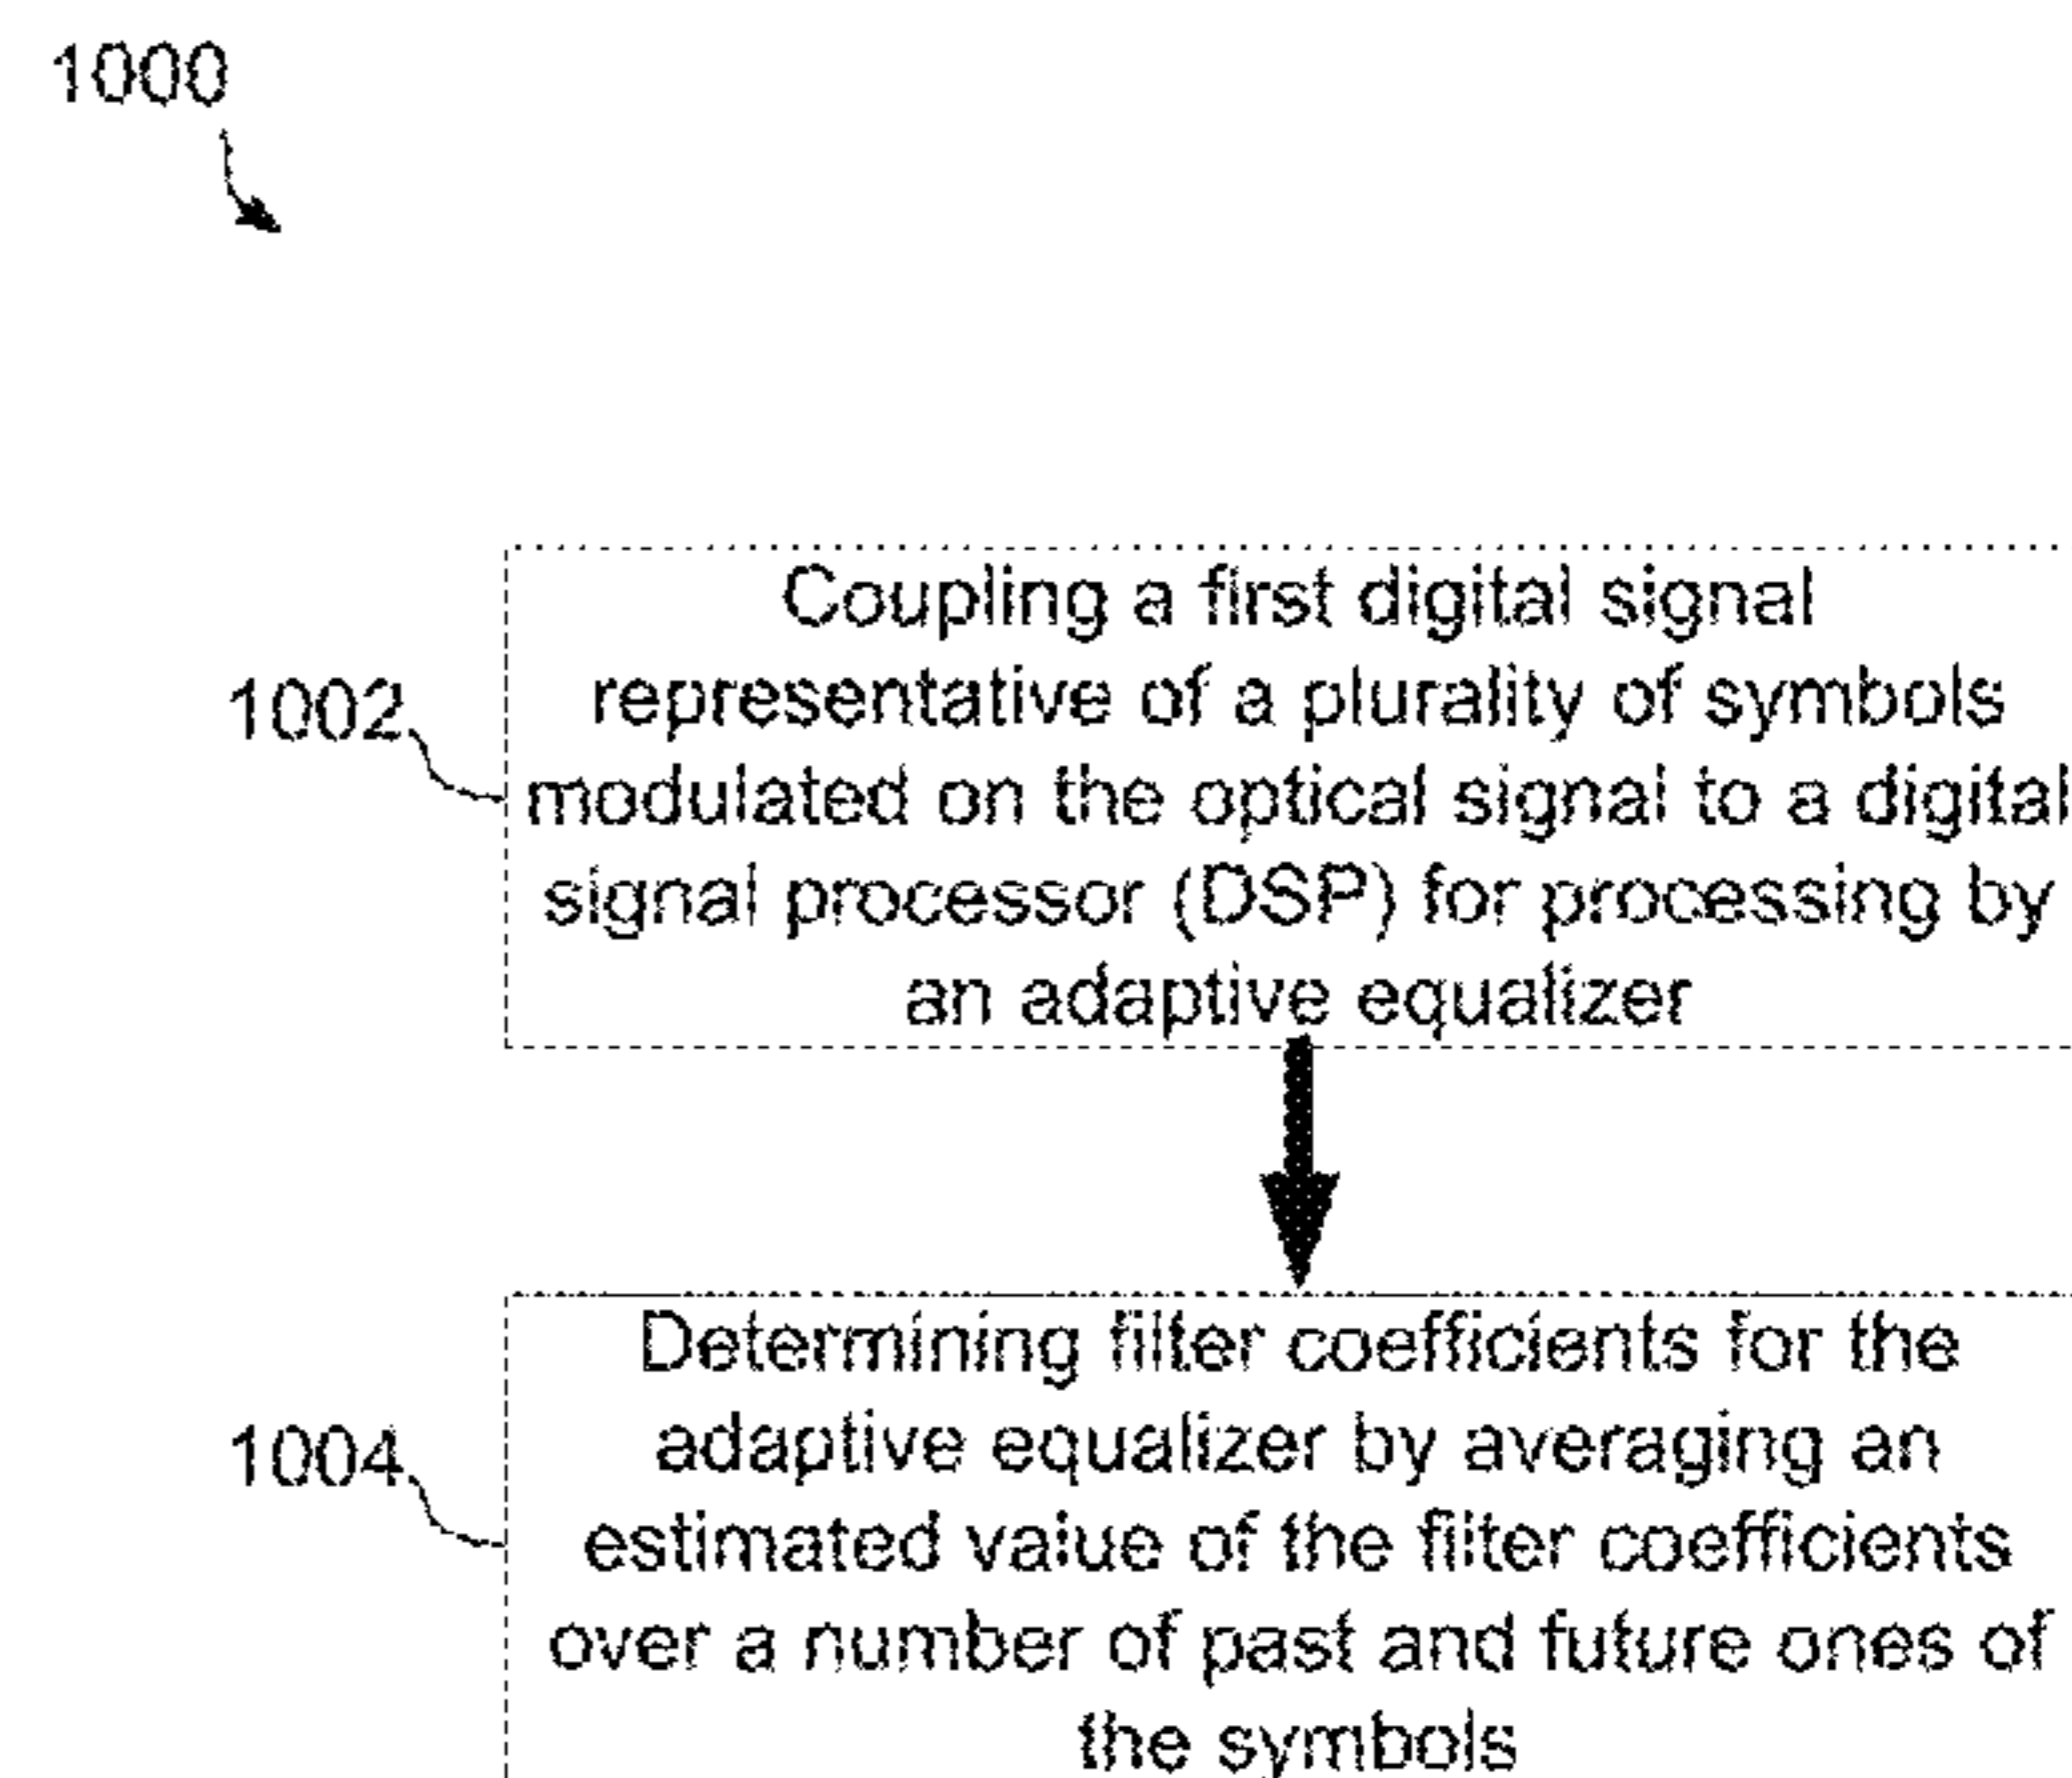 1000
Coupling a first digital signal
representative of a plurality of symbols
1002
modulated on the optical signal to a digital
signal processor (DSP) for processing by
an adaptive equalizer
Determining filter coefficients for the
adaptive equalizer by averaging an
1004
estimated value of the filter coefficients
over a number of past and future ones of
the symbols